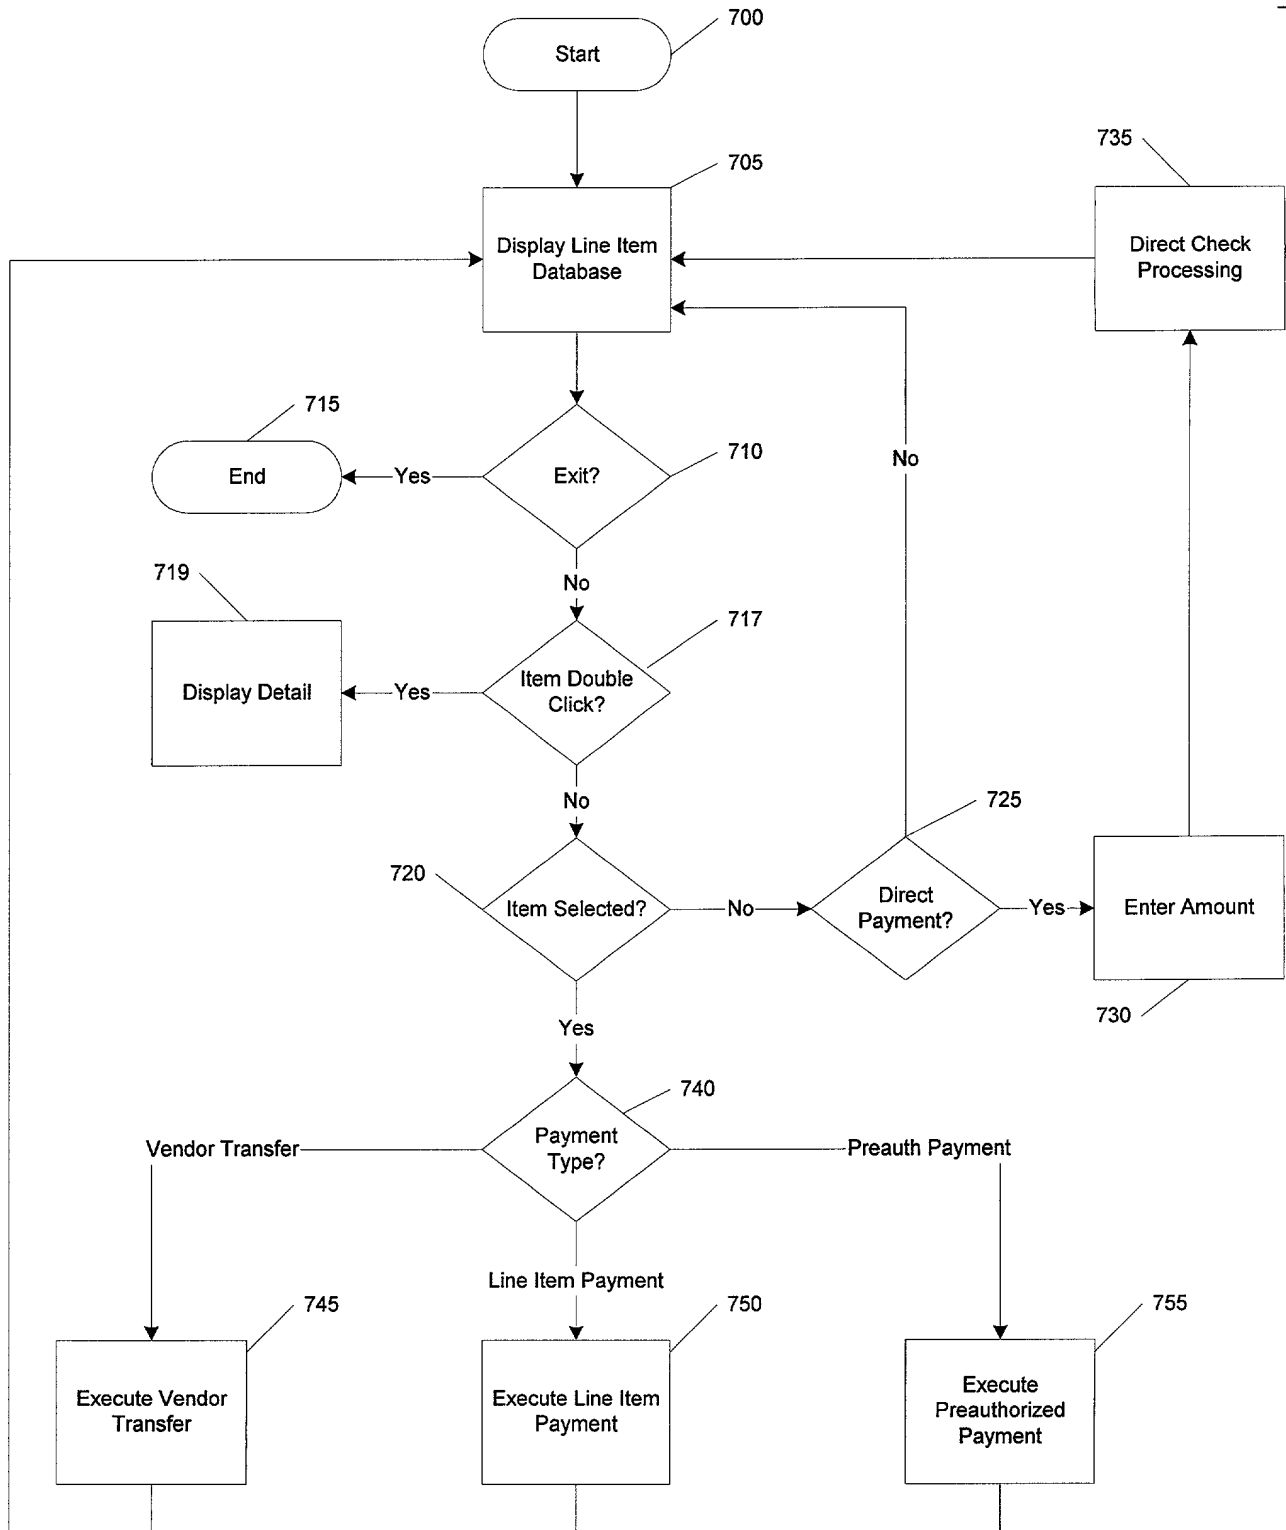 700
Start
735
705
Display Line Item
Database
Direct Check
Processing
715
710
No
End
Yes
Exit?
719
No
717
Display Detail
Yes
Item Double
Click?
No
725
720
Item Selected?
No
Direct
Payment?
Yes
Enter Amount
730
Yes
740
Vendor Transfer
Payment
Type?
Preauth Payment
Line Item Payment
745
750
755
Execute Vendor
Transfer
Execute Line Item
Payment
Execute
Preauthorized
Payment